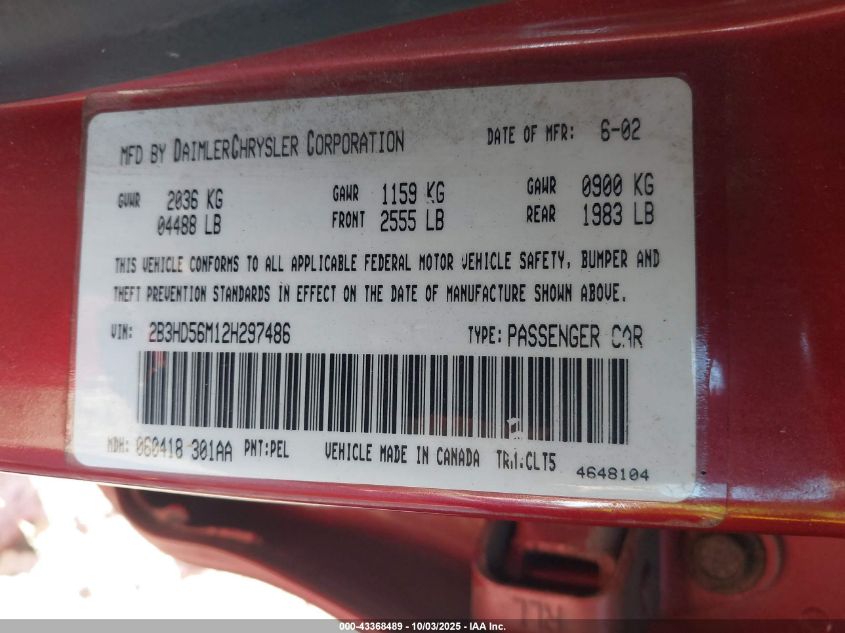 MFD BY DAIMLERCHRYSLER CORPORATION DATE OF MFR: 6-02
GVWR 2036 KG GAWR 1159 KG GAWR 0900 KG
04488 LB FRONT 2555 LB REAR 1983 LB
THIS VEHICLE CONFORMS TO ALL APPLICABLE FEDERAL MOTOR VEHICLE SAFETY, BUMPER AND
THEFT PREVENTION STANDARDS IN EFFECT ON THE DATE OF MANUFACTURE SHOWN ABOVE.
VIN: 2B3HD56M12H297486 TYPE: PASSENGER CAR
MDH: 060418 301AA PNT:PEL VEHICLE MADE IN CANADA TRIM:CLT5
4648104
000-43368489 - 10/03/2025 - IAA Inc.